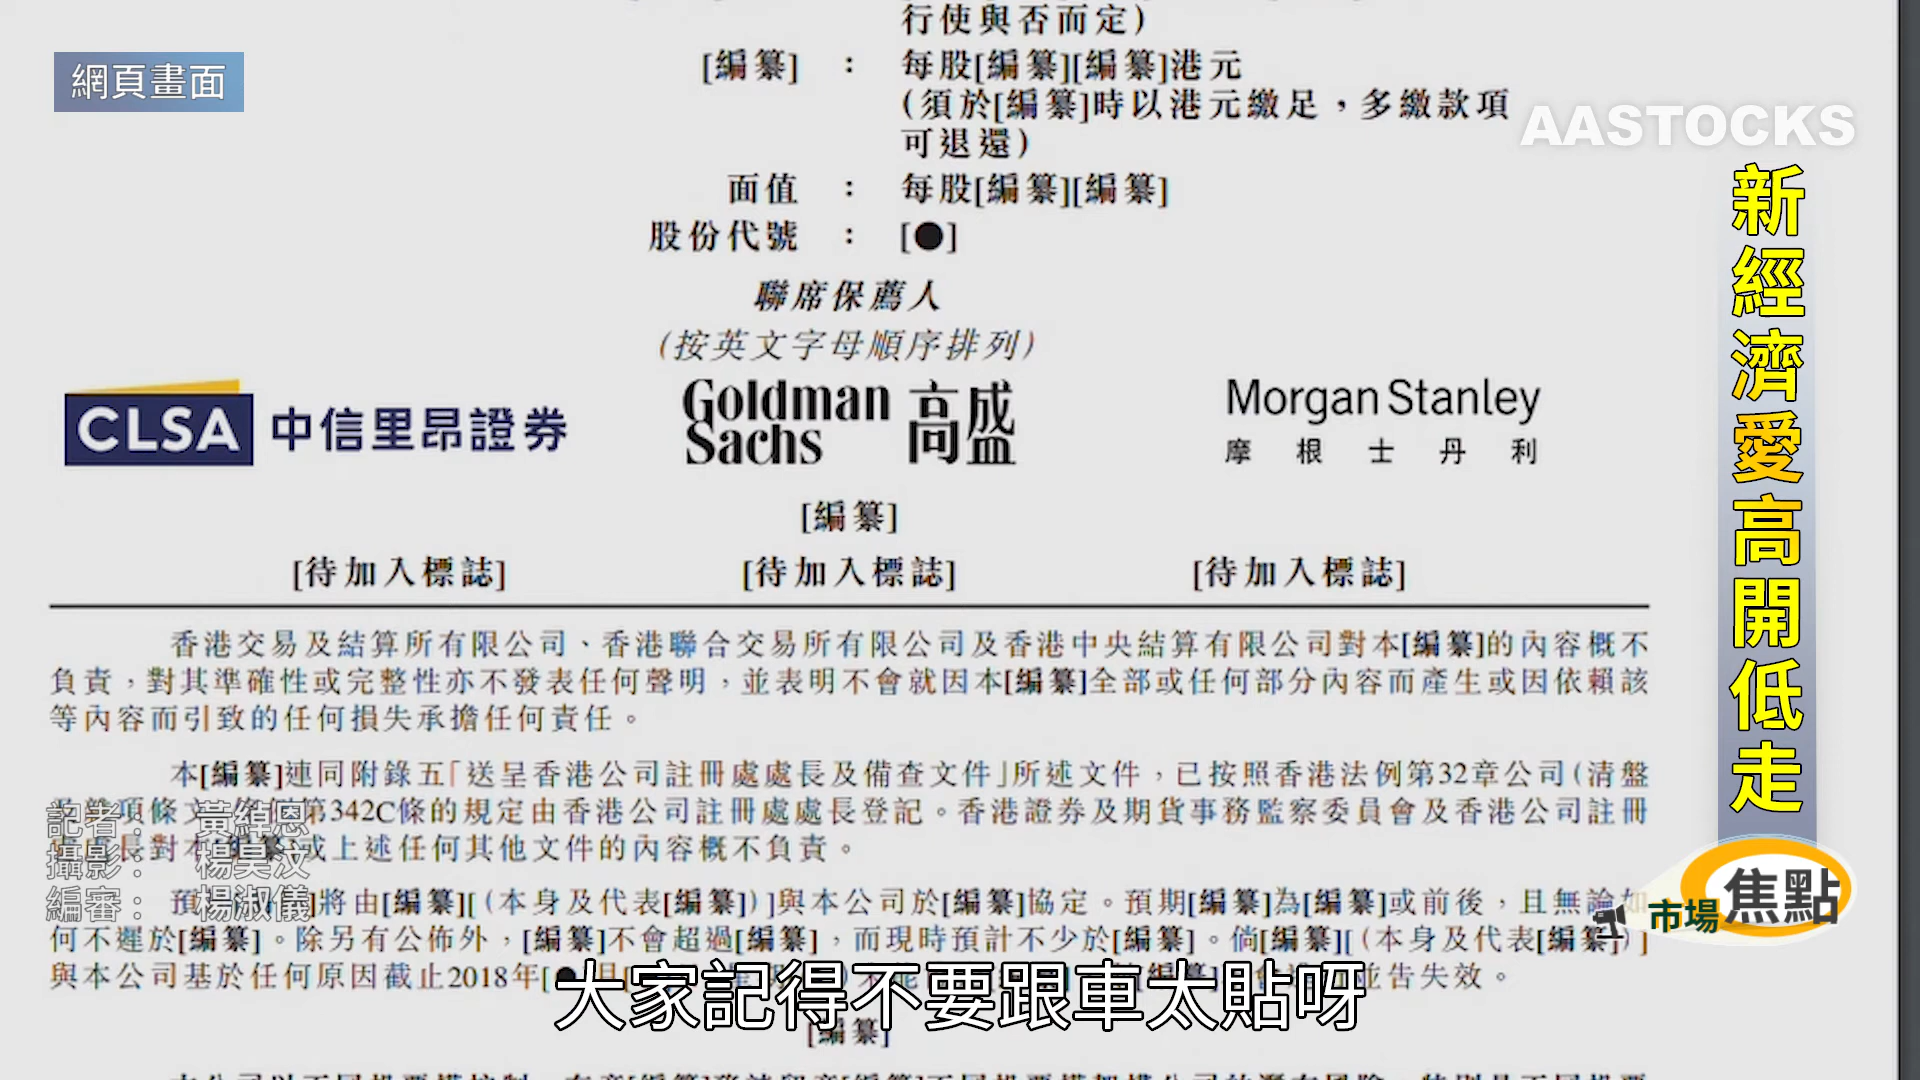 行使與否而定)
[編纂] : 每股[編纂][編纂]港元
(須於[編纂]時以港元繳足，多繳款項
可退還)
面值 : 每股[編纂][編纂]
股份代號 : [●]
網頁畫面
AASTOCKS
新經濟愛高開低走
聯席保薦人
(按英文字母順序排列)
CLSA 中信里昂證券
Goldman Sachs 高盛
Morgan Stanley
摩根士丹利
[編纂]
[待加入標誌] [待加入標誌] [待加入標誌]
香港交易及結算所有限公司、香港聯合交易所有限公司及香港中央結算有限公司對本[編纂]的內容概不
負責，對其準確性或完整性亦不發表任何聲明，並表明不會就因本[編纂]全部或任何部分內容而產生或因依賴該
等內容而引致的任何損失承擔任何責任。
本[編纂]連同附錄五「送呈香港公司註冊處處長及備查文件」所述文件，已按照香港法例第32章公司(清盤
項條文 第342C條的規定由香港公司註冊處處長登記。香港證券及期貨事務監察委員會及香港公司註冊
長對本 或上述任何其他文件的內容概不負責。
記者： 黃緯恩
攝影： 楊昊汶
編審： 楊淑儀
預 將由[編纂][(本身及代表[編纂])]與本公司於[編纂]協定。預期[編纂]為[編纂]或前後，且無論如
何不遲於[編纂]。除另有公佈外，[編纂]不會超過[編纂]，而現時預計不少於[編纂]。倘[編纂][(本身及代表[編纂])]
與本公司基於任何原因截止2018年[ 並告失效。
市場焦點
大家記得不要跟車太貼呀
[編纂]